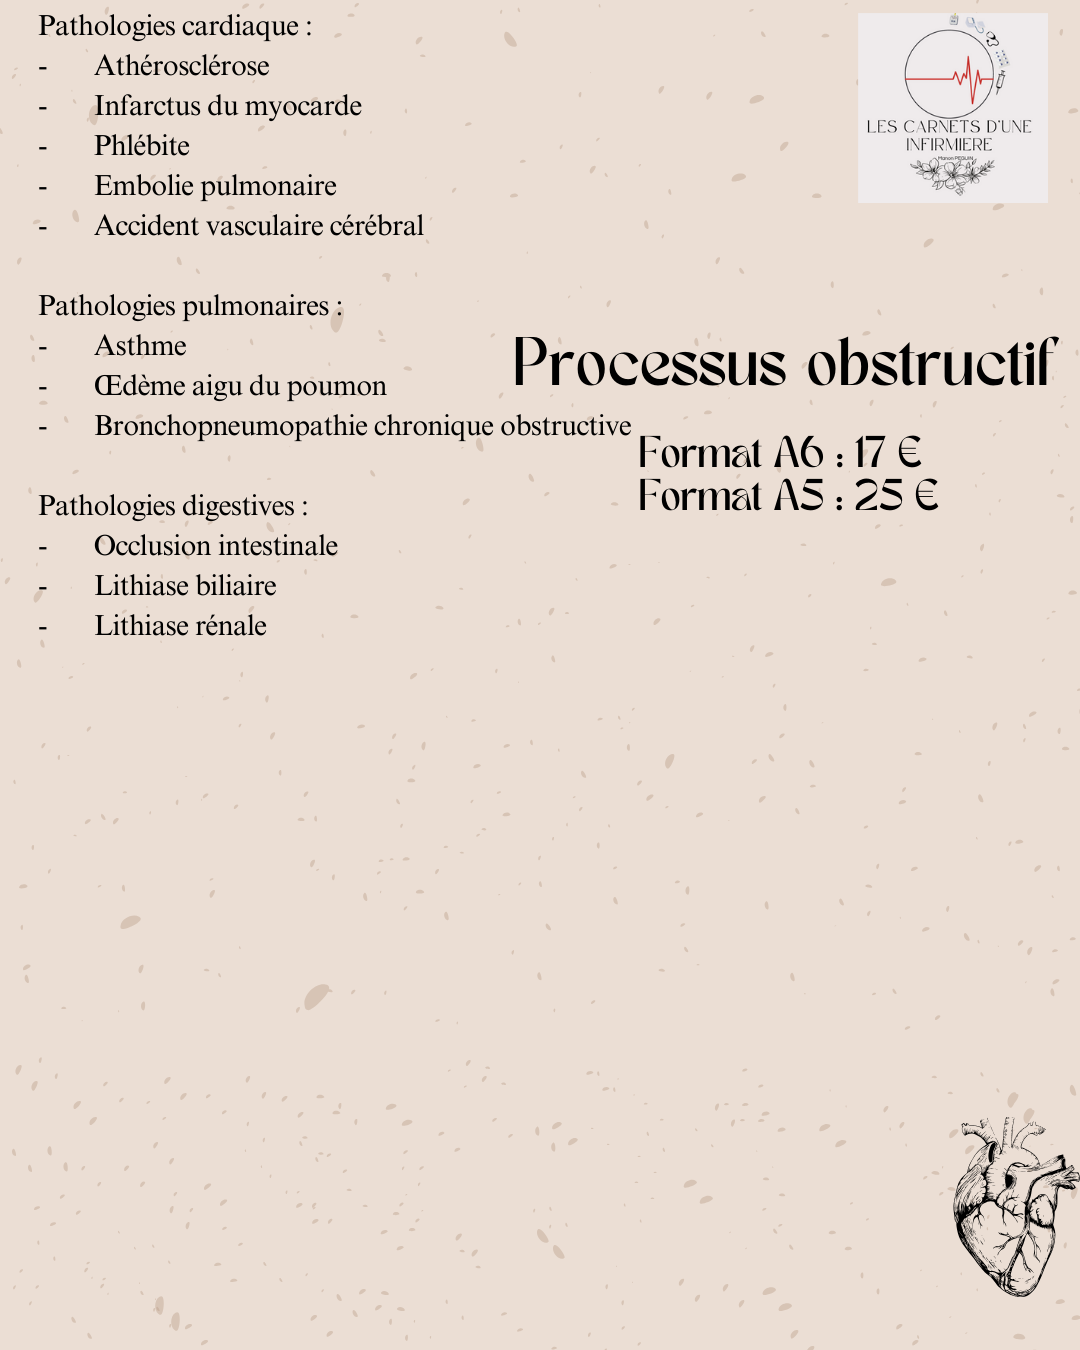 Pathologies cardiaque :
- Athérosclérose
- Infarctus du myocarde
- Phlébite
- Embolie pulmonaire
- Accident vasculaire cérébral
Pathologies pulmonaires :
- Asthme
- Œdème aigu du poumon
- Bronchopneumopathie chronique obstructive
Pathologies digestives :
- Occlusion intestinale
- Lithiase biliaire
- Lithiase rénale
LES CARNETS D'UNE
INFIRMIERE
Manon PEQUIN
Processus obstructif
Format A6 : 17 €
Format A5 : 25 €